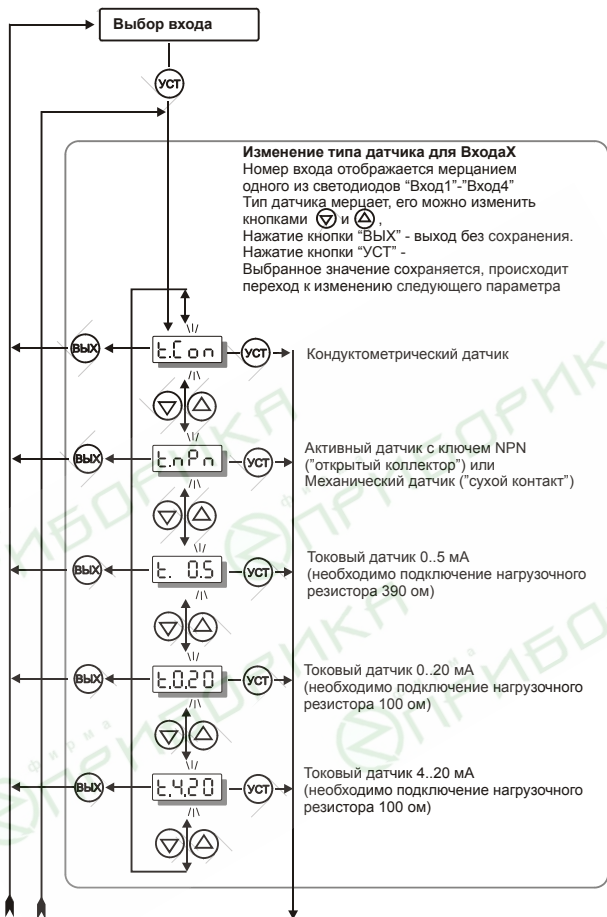 Выбор входа
УСТ
Изменение типа датчика для ВходаХ
Номер входа отображается мерцанием
одного из светодиодов "Вход1"-"Вход4"
Тип датчика мерцает, его можно изменить
кнопками и ,
Нажатие кнопки "ВЫХ" - выход без сохранения.
Нажатие кнопки "УСТ" -
Выбранное значение сохраняется, происходит
переход к изменению следующего параметра
ВЫХ t.Con УСТ Кондуктометрический датчик
ВЫХ t.nPn УСТ Активный датчик с ключем NPN
("открытый коллектор") или
Механический датчик ("сухой контакт")
ВЫХ t. 0.5 УСТ Токовый датчик 0..5 мА
(необходимо подключение нагрузочного
резистора 390 ом)
ВЫХ t.0.20 УСТ Токовый датчик 0..20 мА
(необходимо подключение нагрузочного
резистора 100 ом)
ВЫХ t.4.20 УСТ Токовый датчик 4..20 мА
(необходимо подключение нагрузочного
резистора 100 ом)
фирма
ПРИБОРИКА